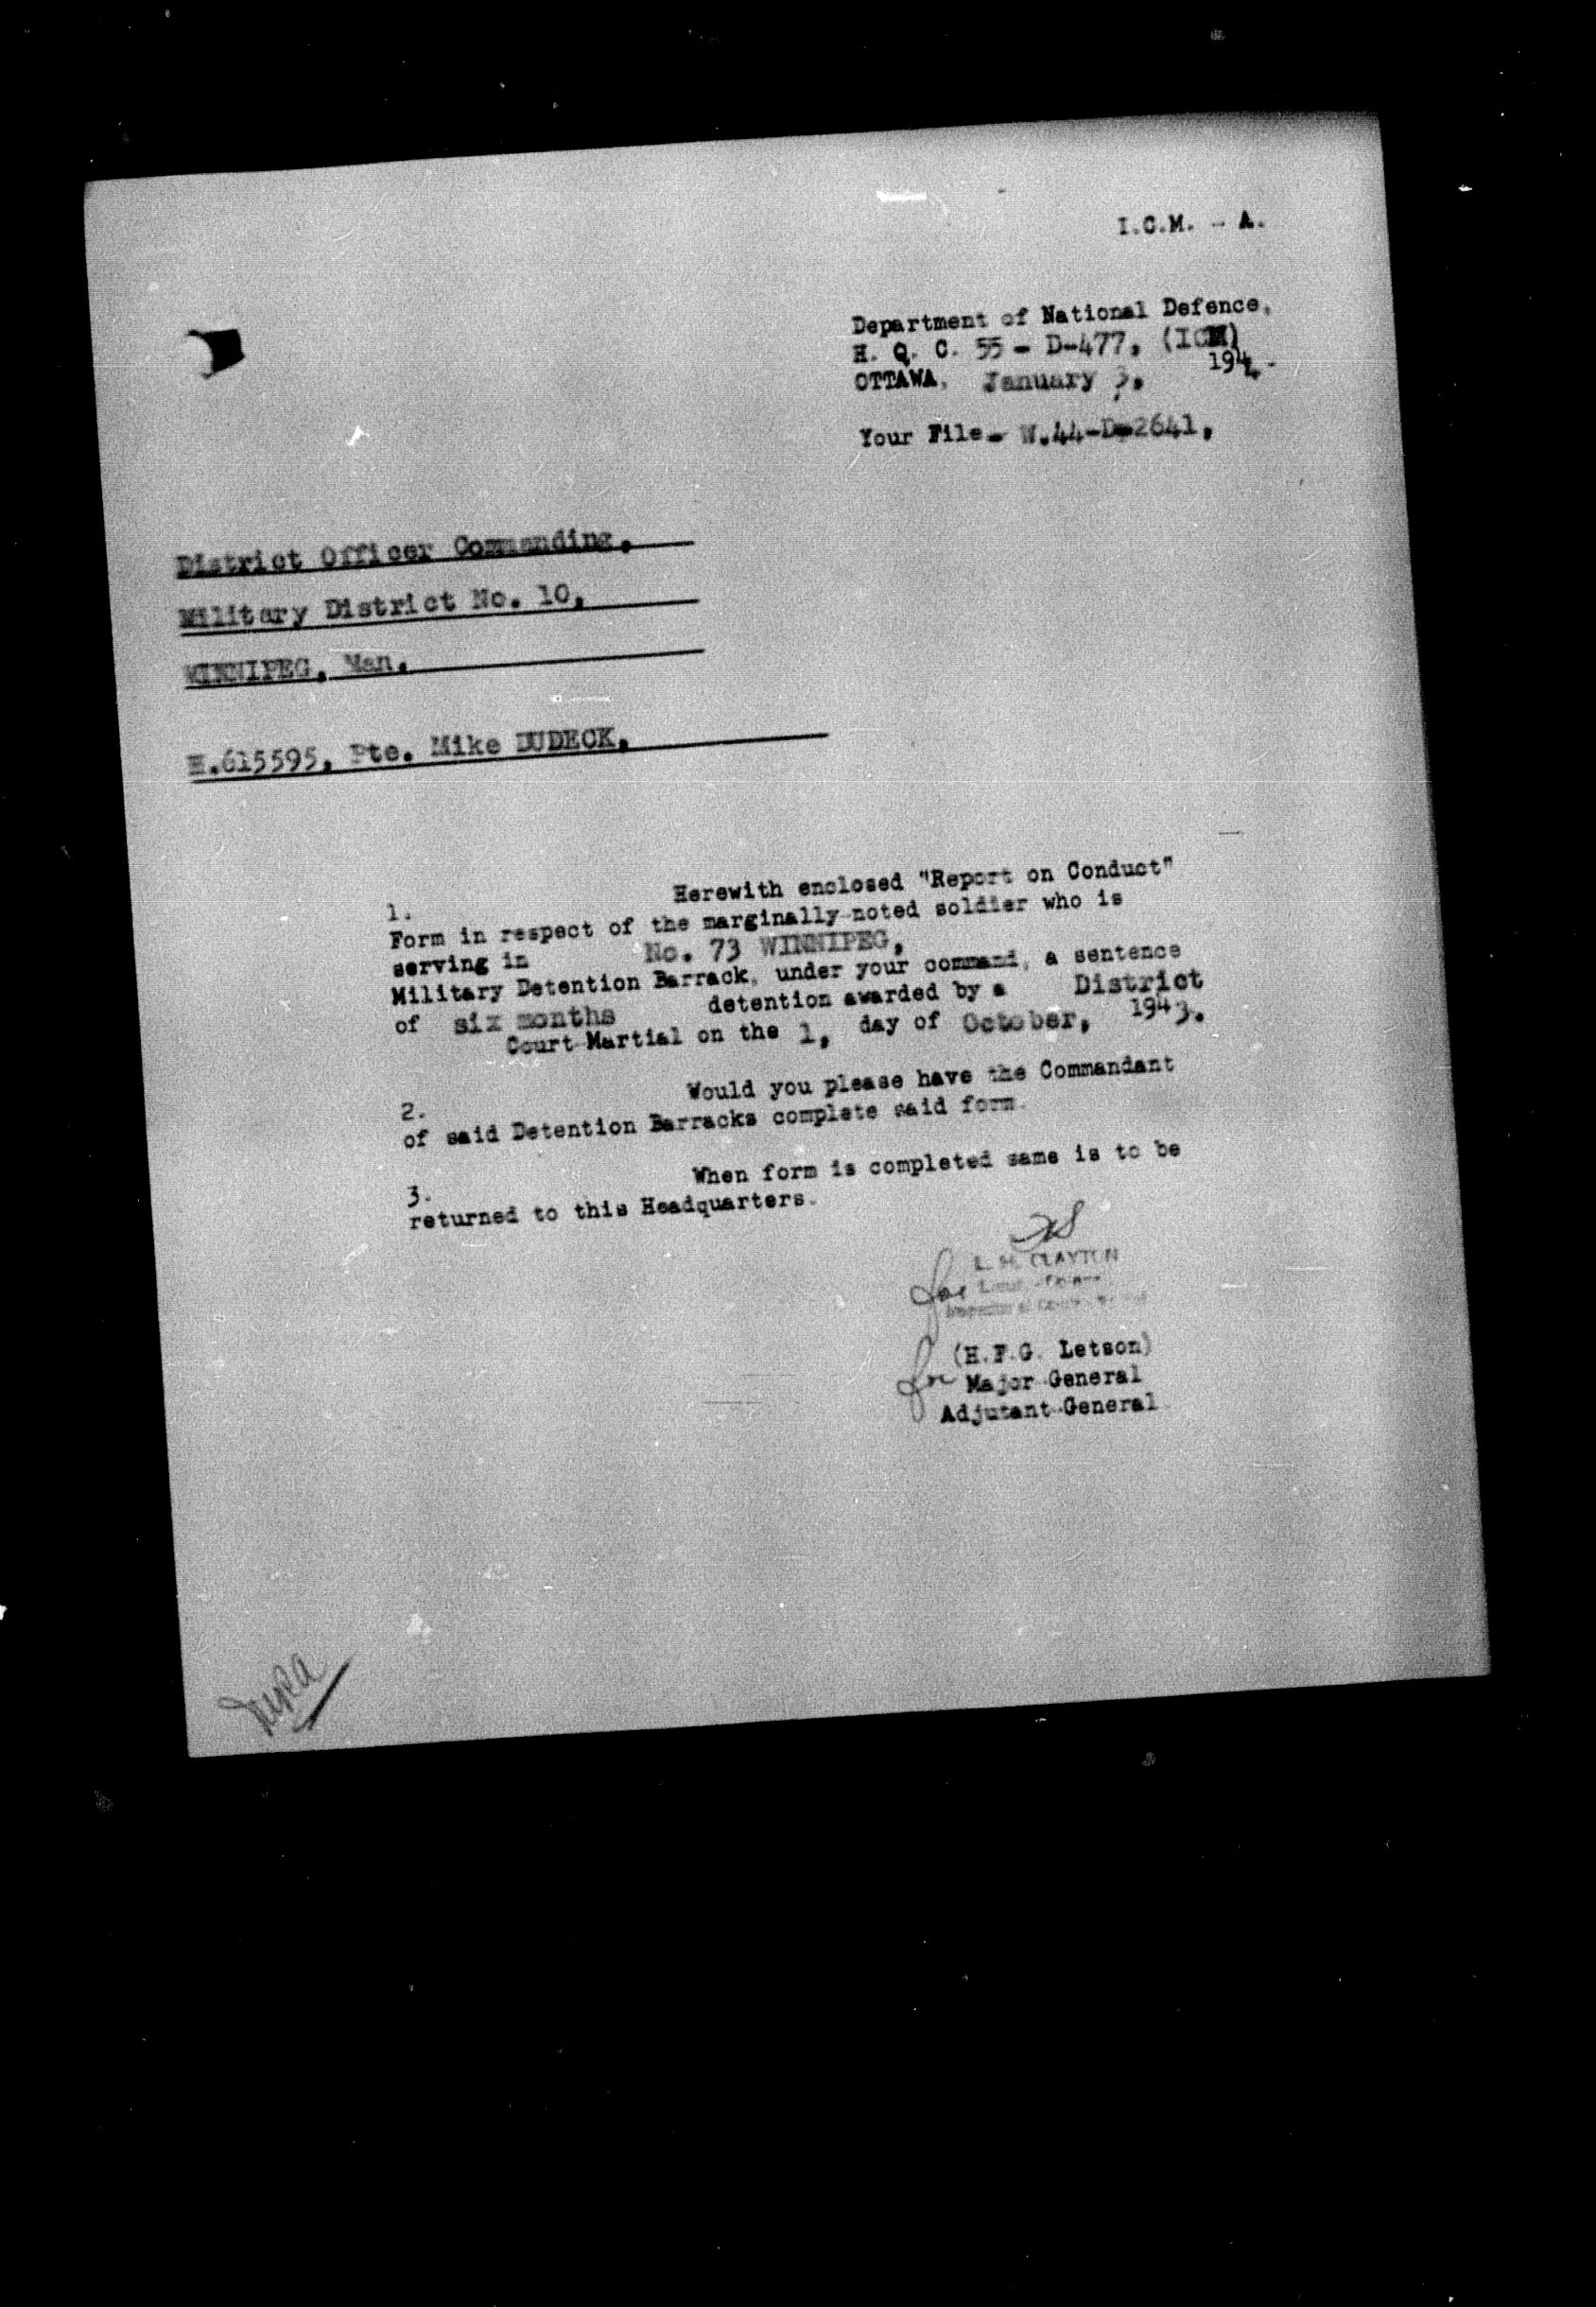 I.C.M. - A.
Department of National Defence,
H. Q. C. 55 - D-477, (ICM)
OTTAWA, January 3, 1944.
Your File - W.44-D-2641,
District Officer Commanding,
Military District No. 10,
WINNIPEG, Man.
H.615595, Pte. Mike DUDECK,
1. Herewith enclosed "Report on Conduct"
Form in respect of the marginally-noted soldier who is
serving in No. 73 WINNIPEG,
Military Detention Barrack, under your command, a sentence
of six months detention awarded by a District
Court-Martial on the 1, day of October, 1943.
2. Would you please have the Commandant
of said Detention Barracks complete said form.
3. When form is completed same is to be
returned to this Headquarters.
L. M. CLAYTON
for Lieut.
for (H.F.G. Letson)
Major-General
Adjutant-General